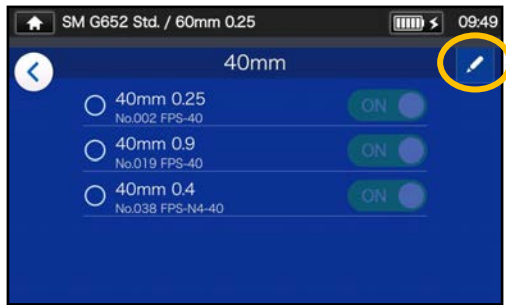 SM G652 Std. / 60mm 0.25 09:49
40mm
40mm 0.25 ON
No.002 FPS-40
40mm 0.9 ON
No.019 FPS-40
40mm 0.4 ON
No.038 FPS-N4-40